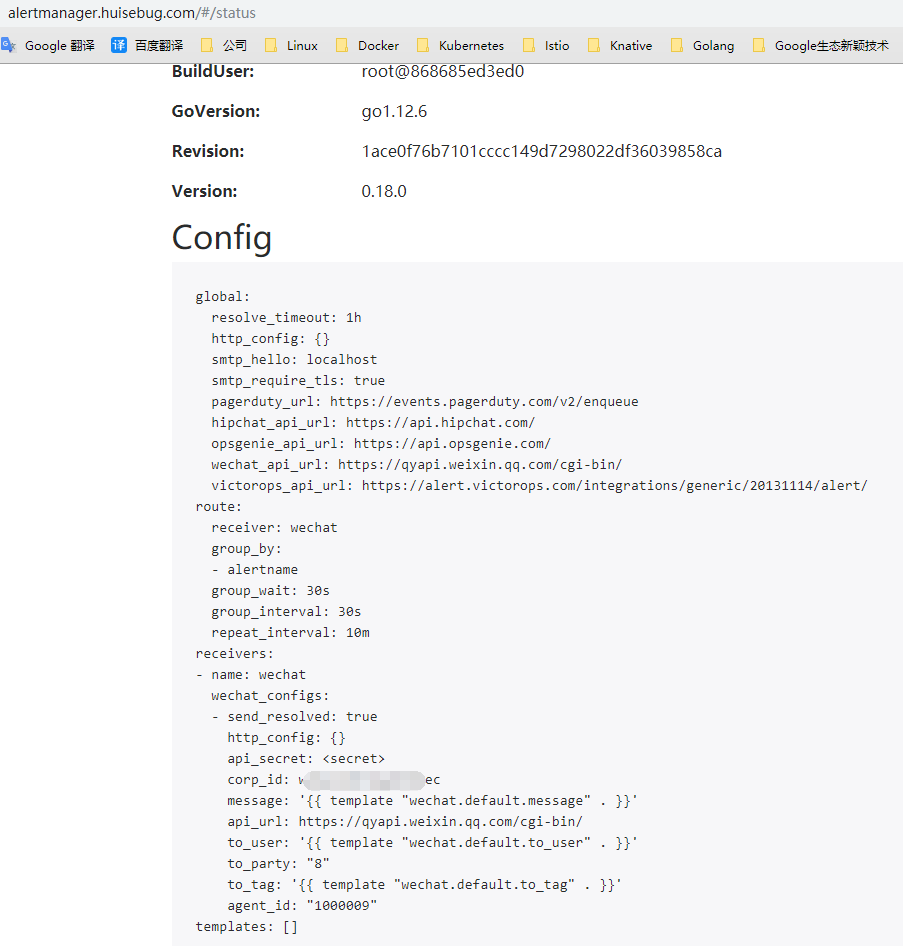 alertmanager.huisebug.com/#/status
Google 翻译 译 百度翻译 公司 Linux Docker Kubernetes Istio Knative Golang Google生态新颖技术
BuildUser: root@868685ed3ed0
GoVersion: go1.12.6
Revision: 1ace0f76b7101cccc149d7298022df36039858ca
Version: 0.18.0
Config
global:
  resolve_timeout: 1h
  http_config: {}
  smtp_hello: localhost
  smtp_require_tls: true
  pagerduty_url: https://events.pagerduty.com/v2/enqueue
  hipchat_api_url: https://api.hipchat.com/
  opsgenie_api_url: https://api.opsgenie.com/
  wechat_api_url: https://qyapi.weixin.qq.com/cgi-bin/
  victorops_api_url: https://alert.victorops.com/integrations/generic/20131114/alert/
route:
  receiver: wechat
  group_by:
  - alertname
  group_wait: 30s
  group_interval: 30s
  repeat_interval: 10m
receivers:
- name: wechat
  wechat_configs:
  - send_resolved: true
    http_config: {}
    api_secret: <secret>
    corp_id: ec
    message: '{{ template "wechat.default.message" . }}'
    api_url: https://qyapi.weixin.qq.com/cgi-bin/
    to_user: '{{ template "wechat.default.to_user" . }}'
    to_party: "8"
    to_tag: '{{ template "wechat.default.to_tag" . }}'
    agent_id: "1000009"
templates: []